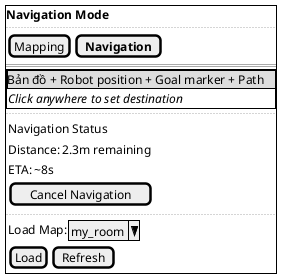 Navigation Mode
Mapping Navigation
Bản đồ + Robot position + Goal marker + Path
Click anywhere to set destination
Navigation Status
Distance: 2.3m remaining
ETA: ~8s
Cancel Navigation
Load Map: my_room
Load Refresh